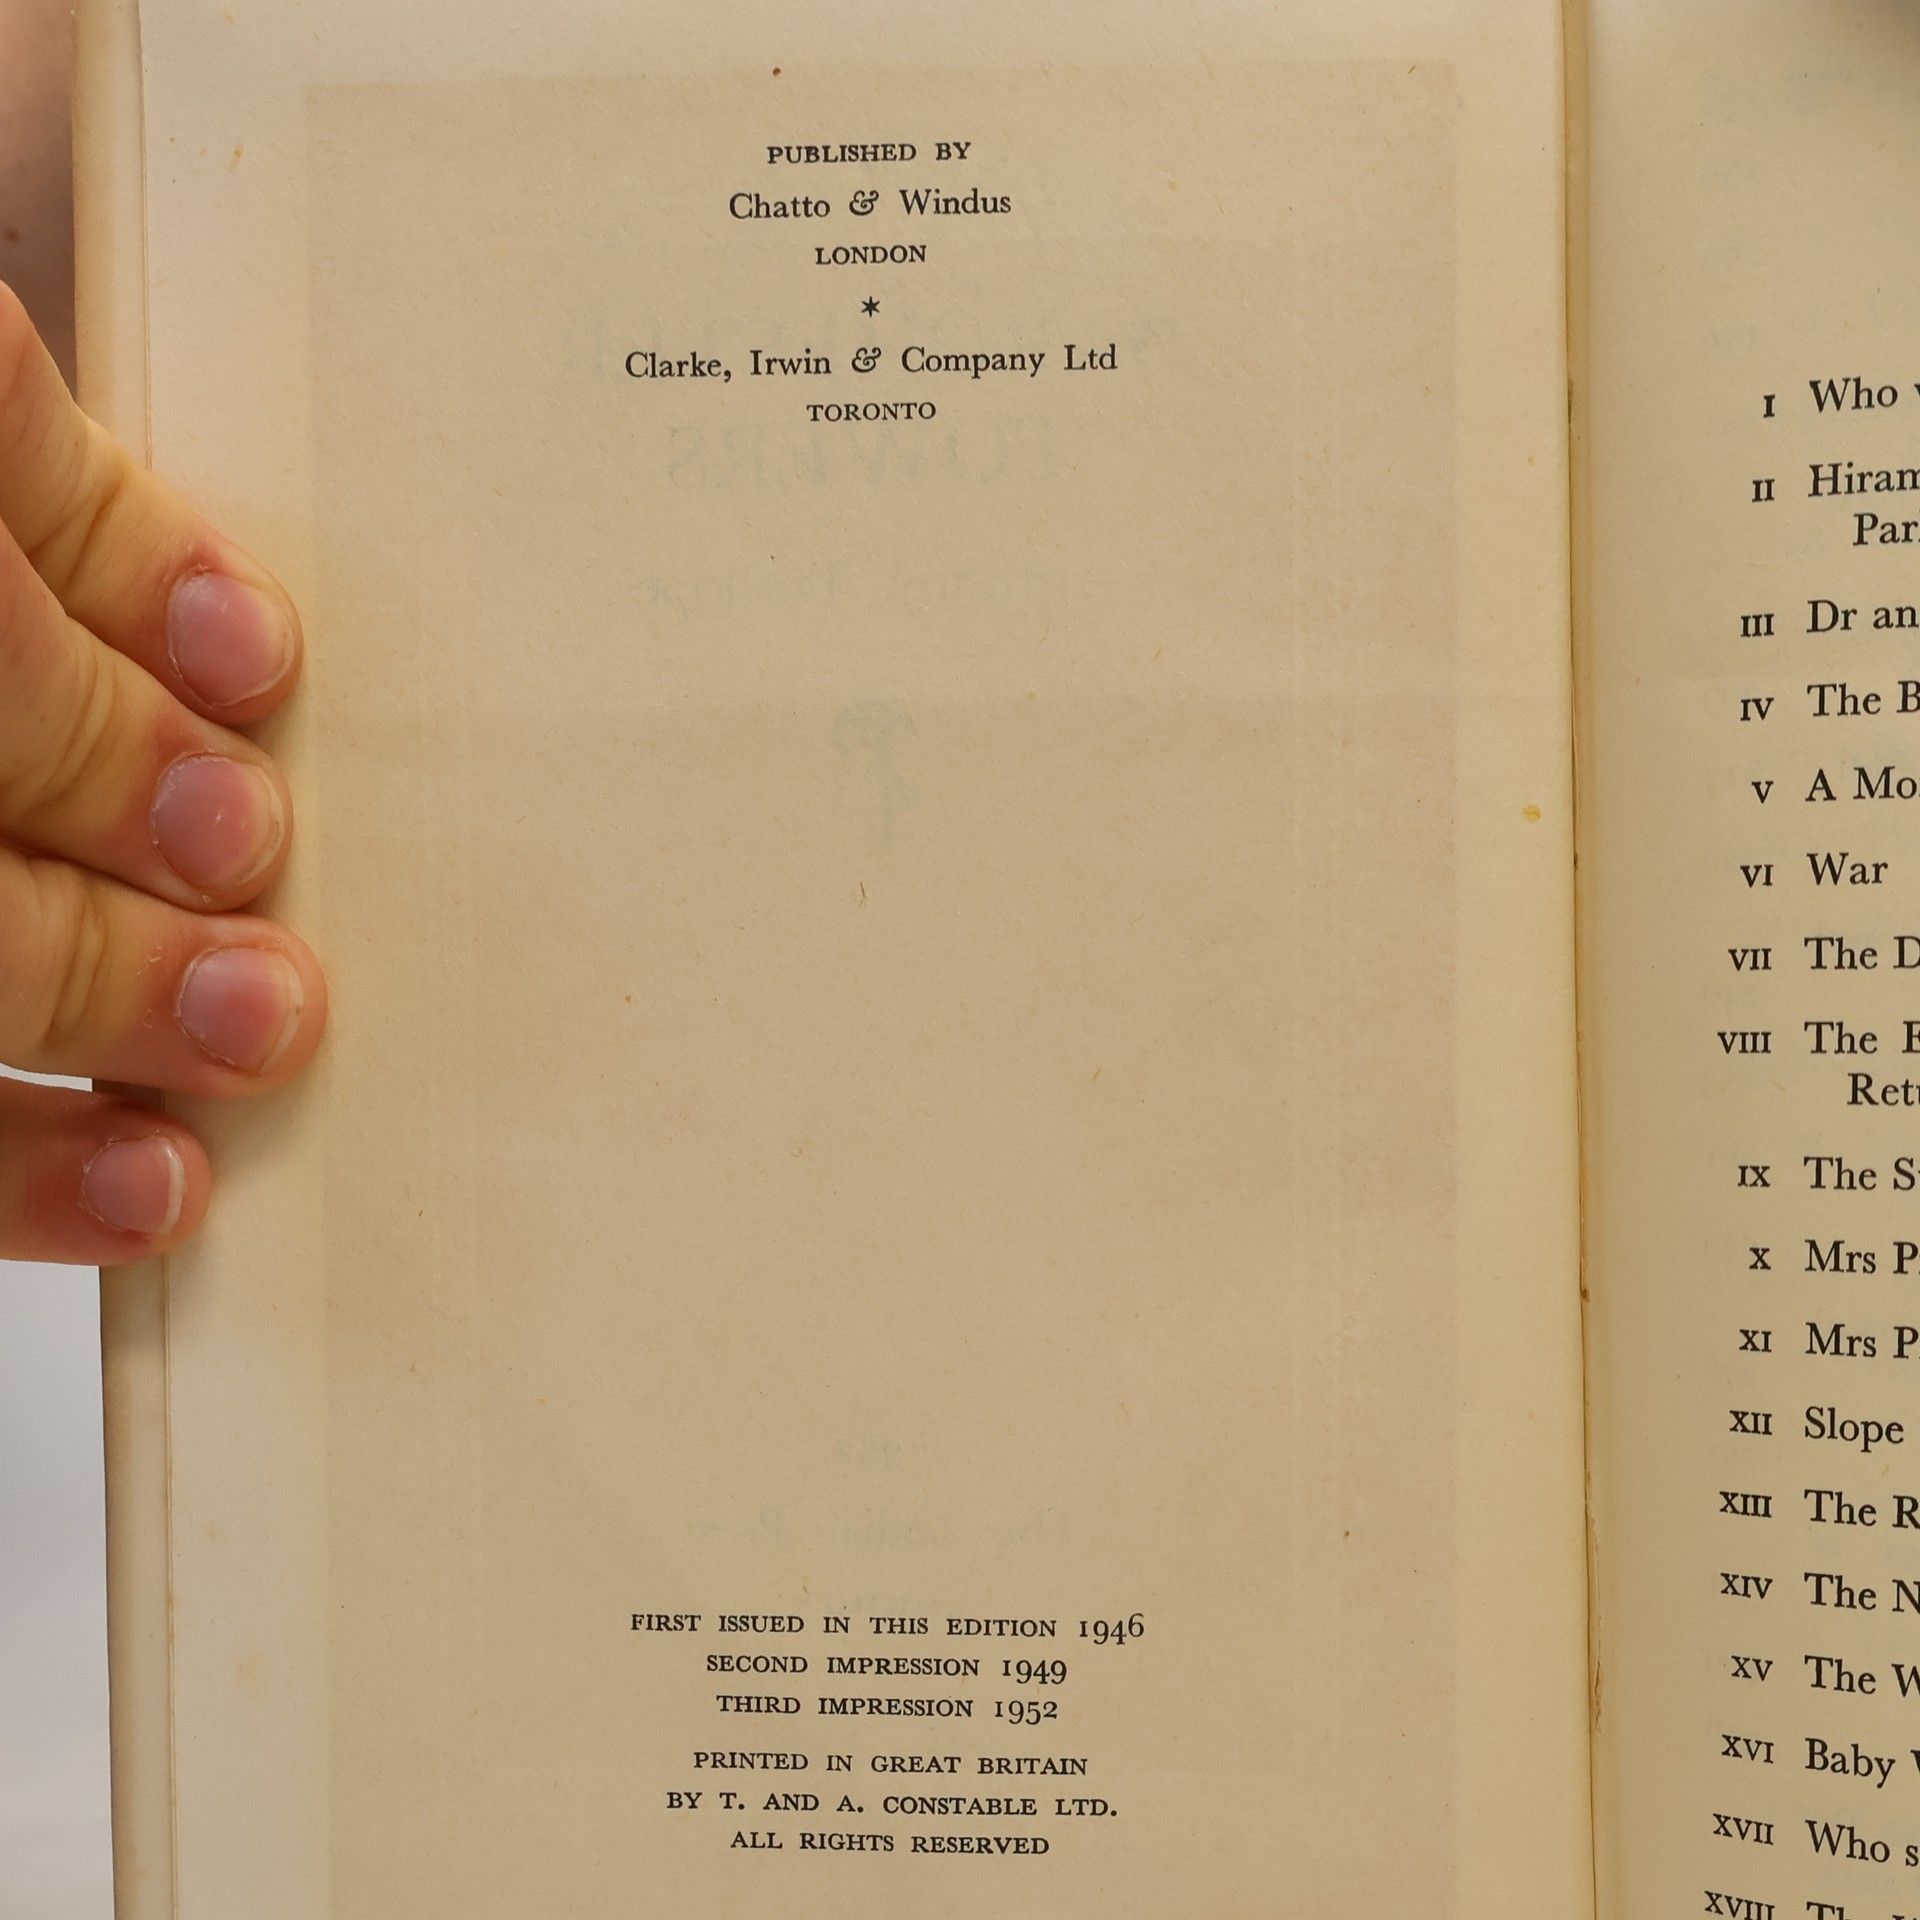 PUBLISHED BY
Chatto & Windus
LONDON
*
Clarke, Irwin & Company Ltd
TORONTO
FIRST ISSUED IN THIS EDITION 1946
SECOND IMPRESSION 1949
THIRD IMPRESSION 1952
PRINTED IN GREAT BRITAIN
BY T. AND A. CONSTABLE LTD.
ALL RIGHTS RESERVED
I Who
II Hiram
III Dr
IV The
V A
VI War
VII The
VIII The
IX The
X Mrs
XI Mrs
XII Slope
XIII The
XIV The
XV The
XVI Baby
XVII Who
XVIII